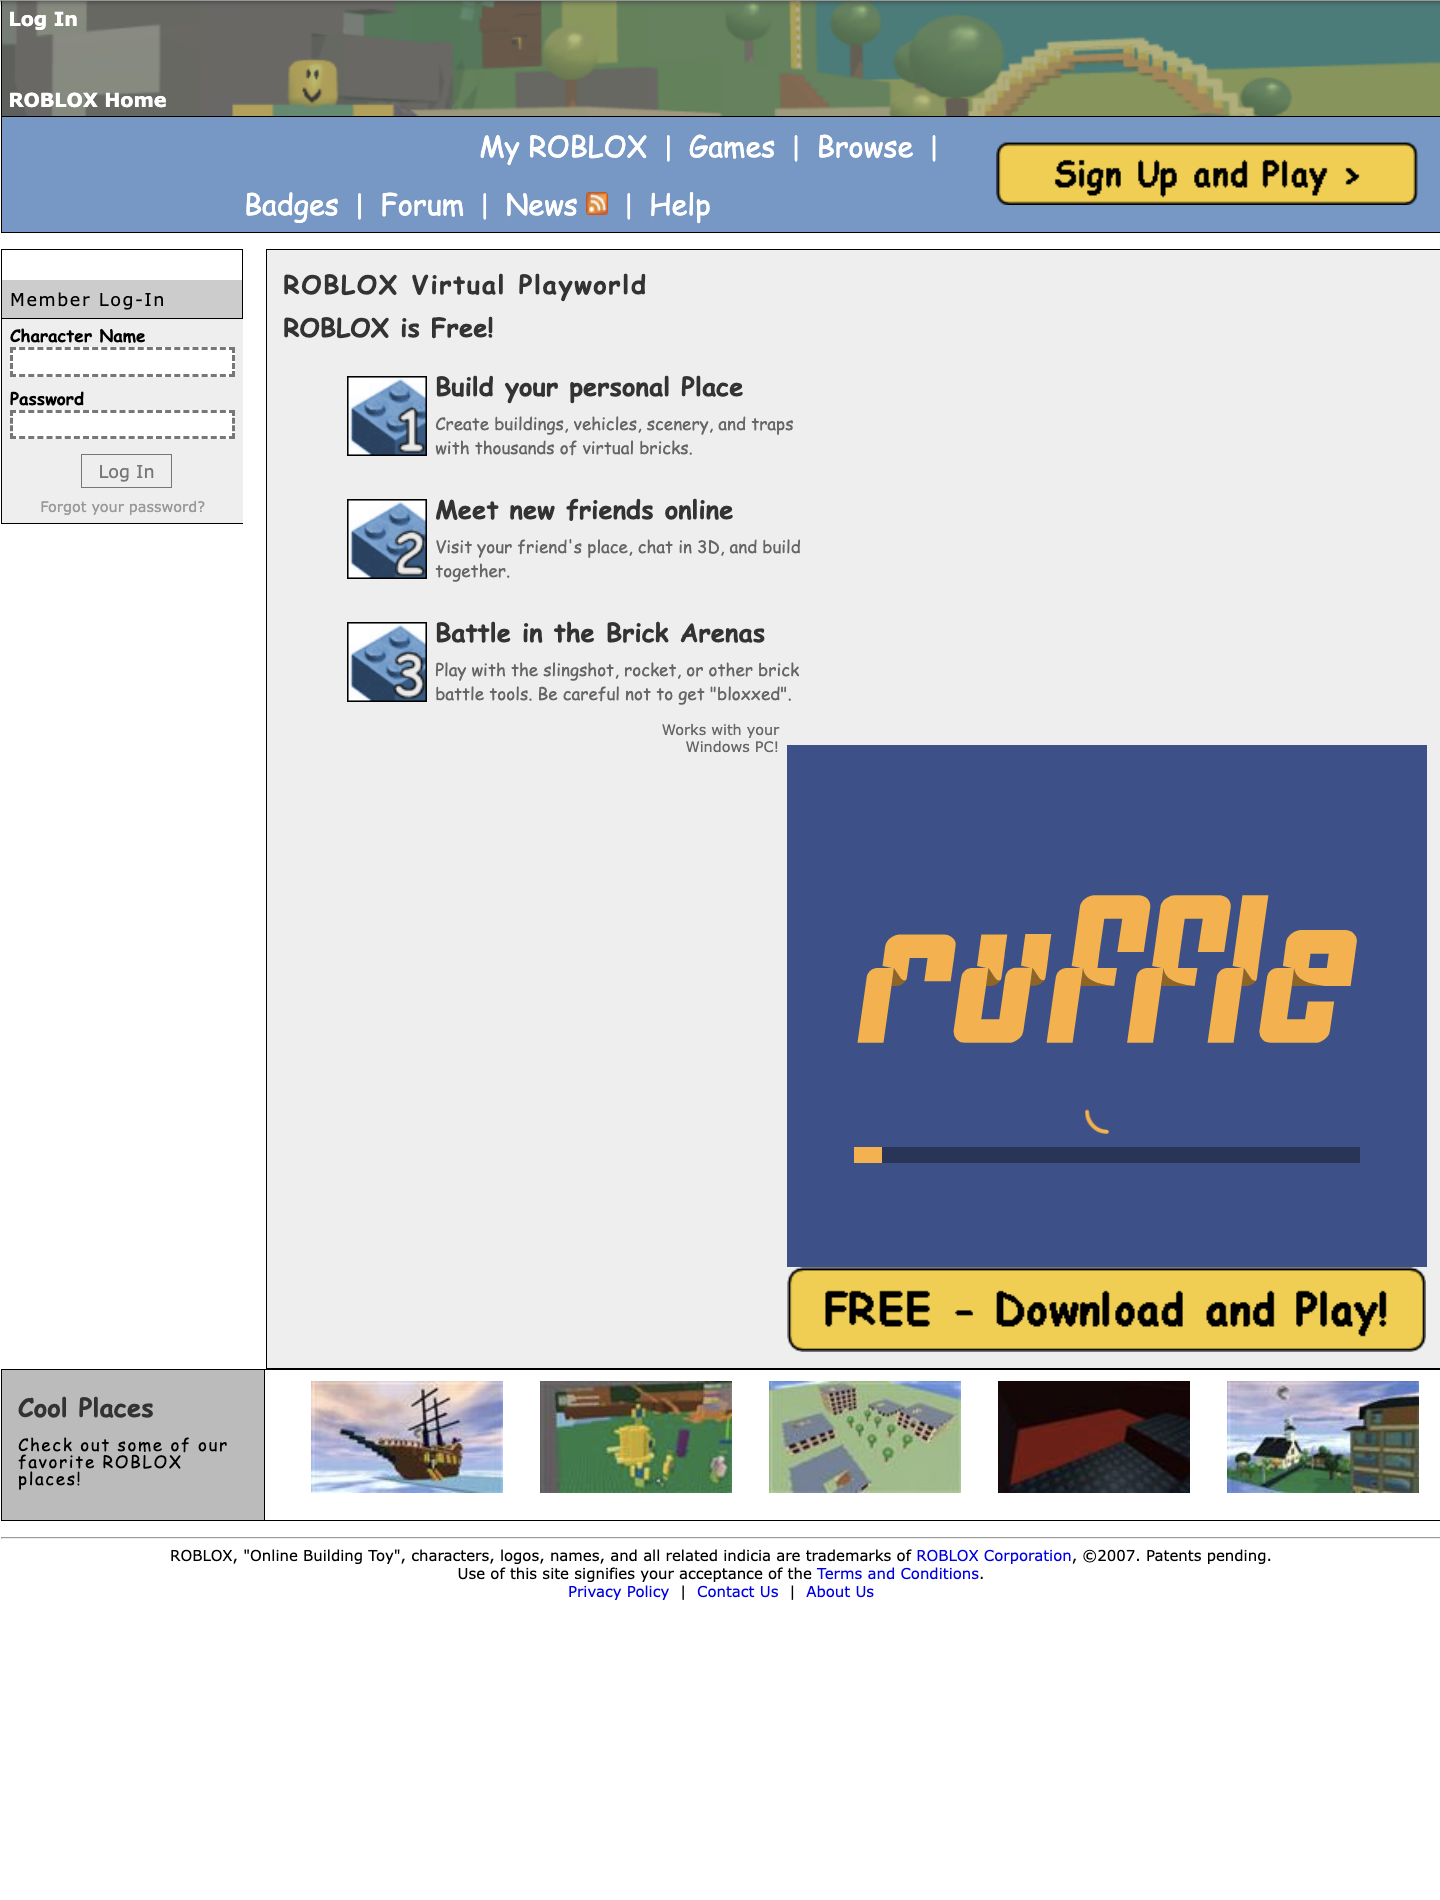 Log In
ROBLOX Home
My ROBLOX | Games | Browse |
Sign Up and Play >
Badges | Forum | News | Help
Member Log-In
Character Name
Password
Log In
Forgot your password?
ROBLOX Virtual Playworld
ROBLOX is Free!
1
Build your personal Place
Create buildings, vehicles, scenery, and traps
with thousands of virtual bricks.
2
Meet new friends online
Visit your friend's place, chat in 3D, and build
together.
3
Battle in the Brick Arenas
Play with the slingshot, rocket, or other brick
battle tools. Be careful not to get "bloxxed".
Works with your
Windows PC!
ruffle
FREE - Download and Play!
Cool Places
Check out some of our
favorite ROBLOX
places!
ROBLOX, "Online Building Toy", characters, logos, names, and all related indicia are trademarks of ROBLOX Corporation, ©2007. Patents pending.
Use of this site signifies your acceptance of the Terms and Conditions.
Privacy Policy | Contact Us | About Us